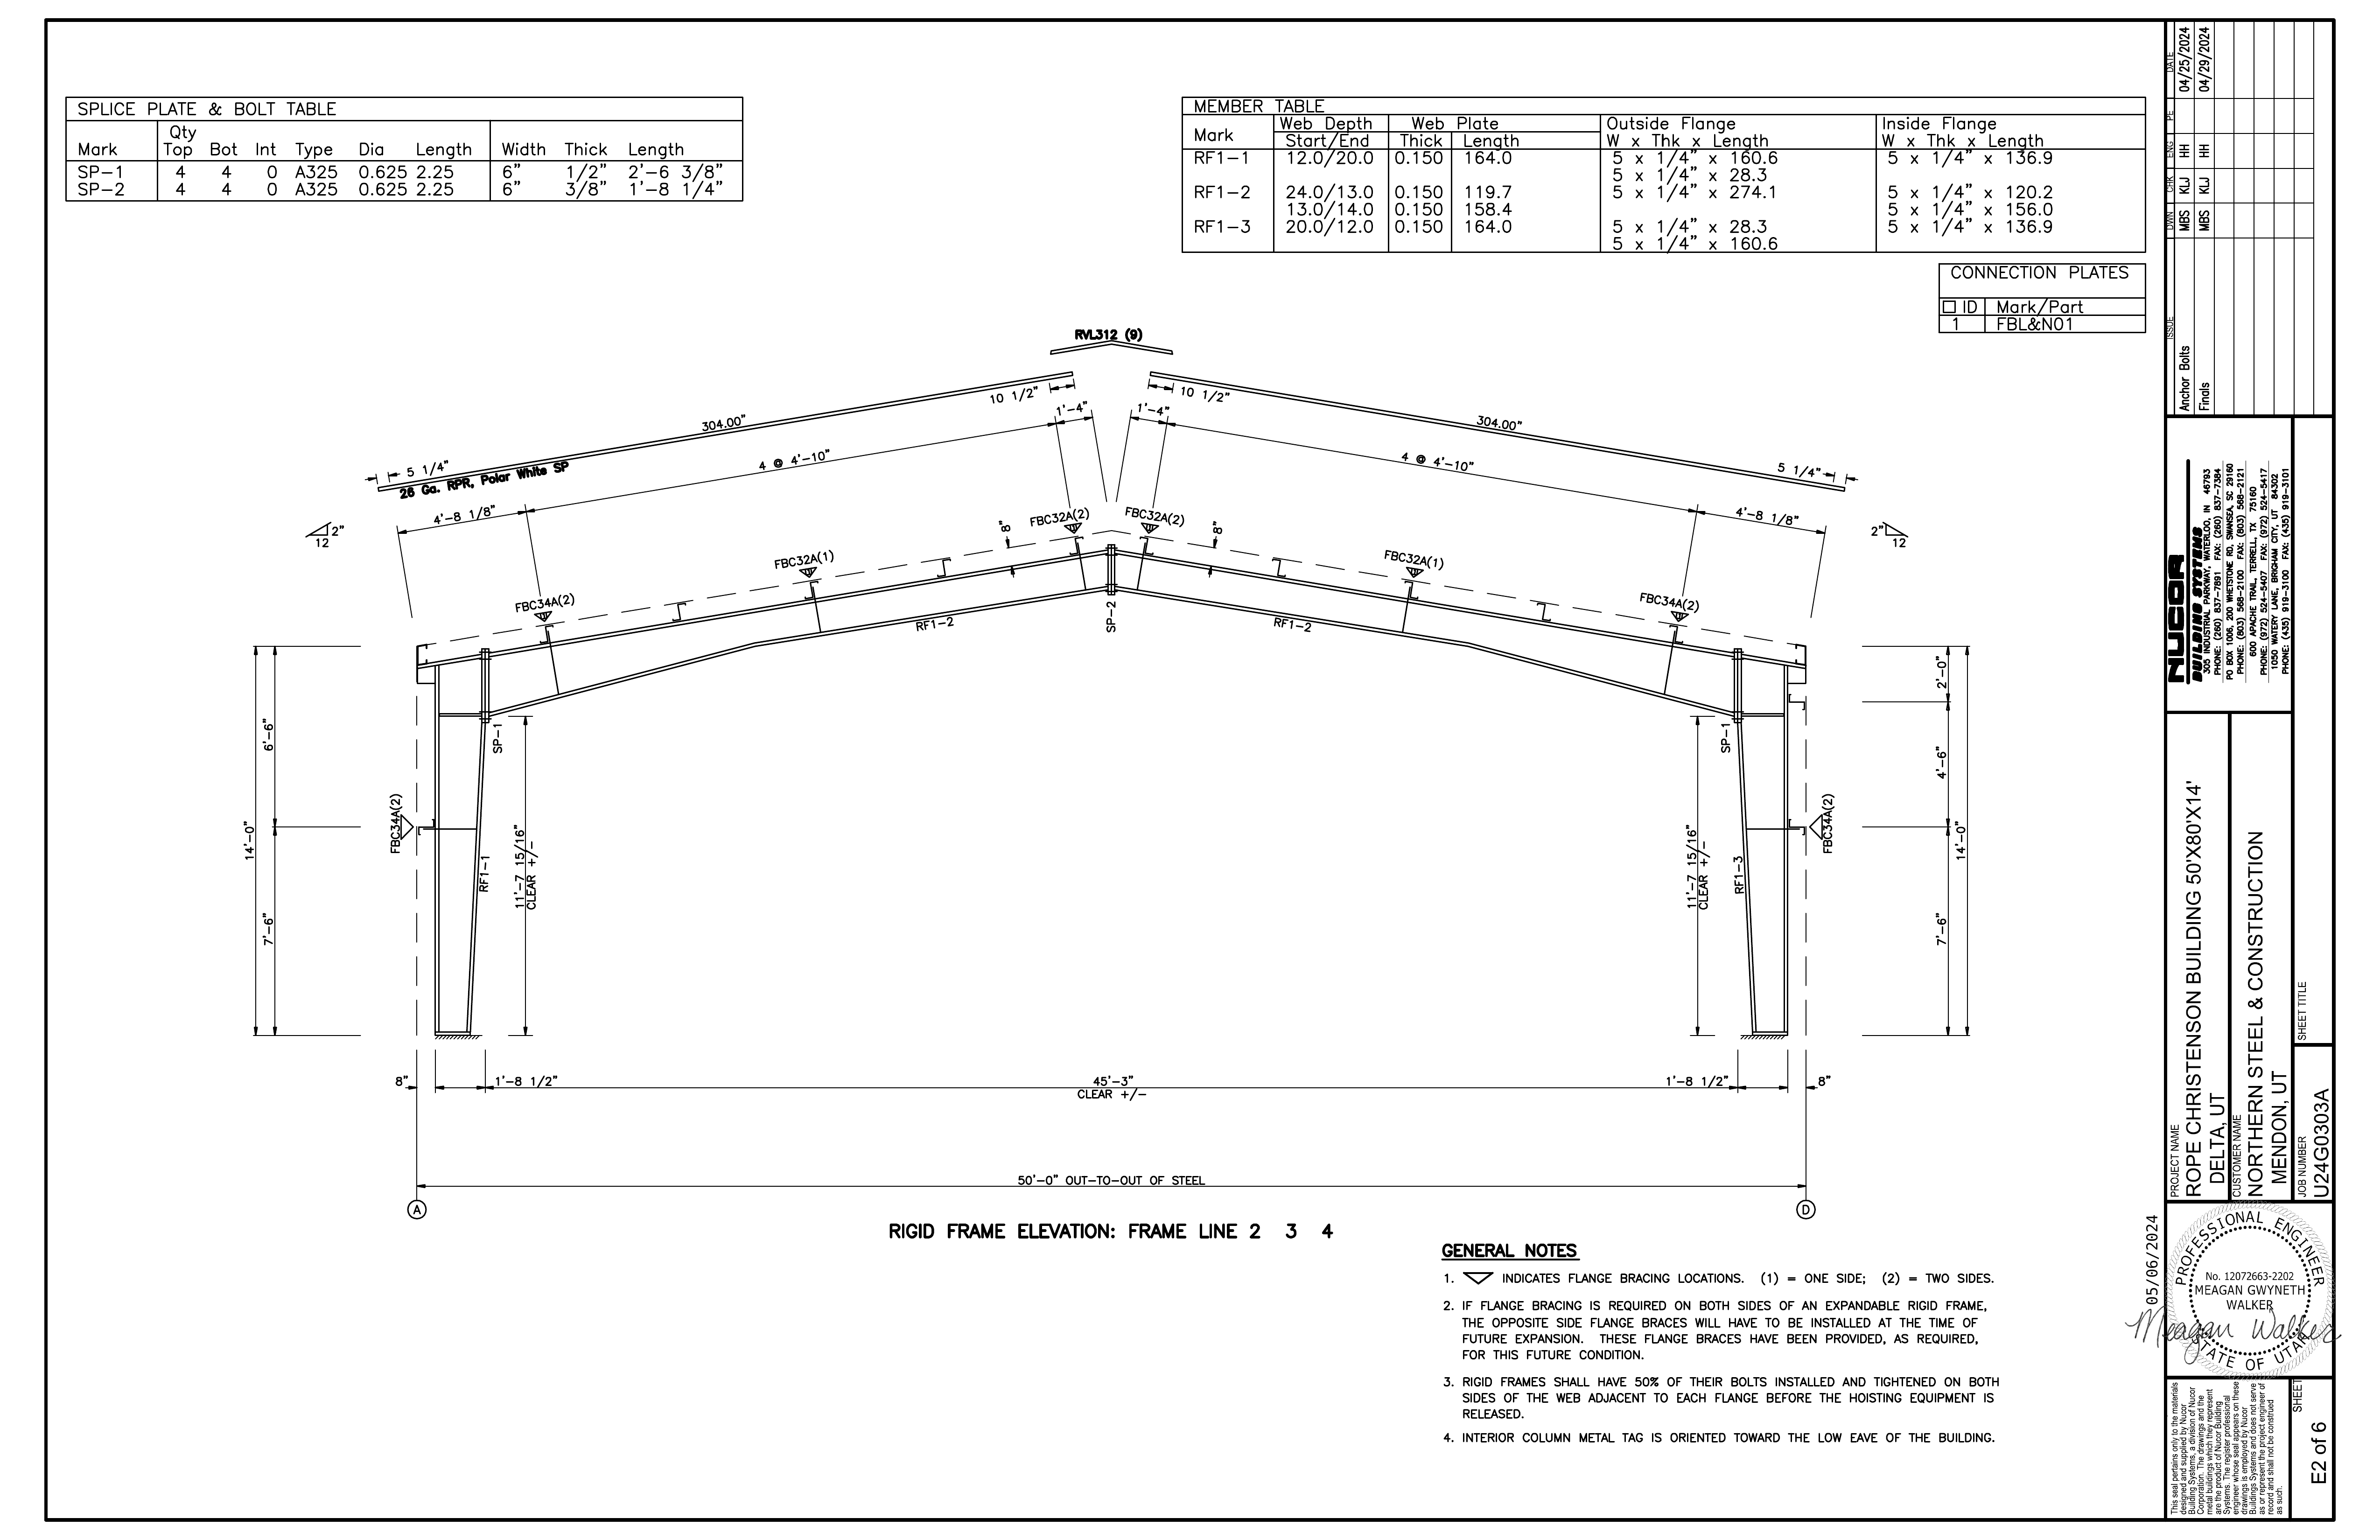 SPLICE PLATE & BOLT TABLE
Qty
Mark Top Bot Int Type Dia Length Width Thick Length
SP-1 4 4 0 A325 0.625 2.25 6" 1/2" 2'-6 3/8"
SP-2 4 4 0 A325 0.625 2.25 6" 3/8" 1'-8 1/4"
MEMBER TABLE
Mark Web Depth Web Plate Outside Flange Inside Flange
Start/End Thick Length W x Thk x Length W x Thk x Length
RF1-1 12.0/20.0 0.150 164.0 5 x 1/4" x 160.6 5 x 1/4" x 136.9
5 x 1/4" x 28.3
RF1-2 24.0/13.0 0.150 119.7 5 x 1/4" x 274.1 5 x 1/4" x 120.2
13.0/14.0 0.150 158.4 5 x 1/4" x 156.0
RF1-3 20.0/12.0 0.150 164.0 5 x 1/4" x 28.3 5 x 1/4" x 136.9
5 x 1/4" x 160.6
CONNECTION PLATES
ID Mark/Part
1 FBL&N01
RVL312 (9)
10 1/2" 10 1/2"
1'-4" 1'-4"
304.00" 304.00"
4 @ 4'-10" 4 @ 4'-10"
5 1/4" 5 1/4"
26 Ga. RPR, Polar White SP
4'-8 1/8" 4'-8 1/8"
2" 2"
12 12
8" FBC32A(2) FBC32A(2) 8"
FBC32A(1) FBC32A(1)
FBC34A(2) FBC34A(2)
RF1-2 SP-2 RF1-2
SP-1 SP-1
6'-6" 2'-0"
4'-6"
FBC34A(2) FBC34A(2)
14'-0" 14'-0"
RF1-1 RF1-3
11'-7 15/16" 11'-7 15/16"
CLEAR +/- CLEAR +/-
7'-6" 7'-6"
8" 1'-8 1/2" 45'-3" 1'-8 1/2" 8"
CLEAR +/-
50'-0" OUT-TO-OUT OF STEEL
A D
RIGID FRAME ELEVATION: FRAME LINE 2 3 4
GENERAL NOTES
1. INDICATES FLANGE BRACING LOCATIONS. (1) = ONE SIDE; (2) = TWO SIDES.
2. IF FLANGE BRACING IS REQUIRED ON BOTH SIDES OF AN EXPANDABLE RIGID FRAME,
THE OPPOSITE SIDE FLANGE BRACES WILL HAVE TO BE INSTALLED AT THE TIME OF
FUTURE EXPANSION. THESE FLANGE BRACES HAVE BEEN PROVIDED, AS REQUIRED,
FOR THIS FUTURE CONDITION.
3. RIGID FRAMES SHALL HAVE 50% OF THEIR BOLTS INSTALLED AND TIGHTENED ON BOTH
SIDES OF THE WEB ADJACENT TO EACH FLANGE BEFORE THE HOISTING EQUIPMENT IS
RELEASED.
4. INTERIOR COLUMN METAL TAG IS ORIENTED TOWARD THE LOW EAVE OF THE BUILDING.
ISSUE DWN CHK ENG PE DATE
Anchor Bolts MBS KLJ HH 04/25/2024
Finals MBS KLJ HH 04/29/2024
NUCOR
BUILDING SYSTEMS
305 INDUSTRIAL PARKWAY, WATERLOO, IN 46793
PHONE: (260) 837-7891 FAX: (260) 837-7384
PO BOX 1006, 200 WHETSTONE RD, SWANSEA, SC 29160
PHONE: (803) 568-2100 FAX: (803) 568-2121
600 APACHE TRAIL, TERRELL, TX 75160
PHONE: (972) 524-5407 FAX: (972) 524-5417
1050 WATERY LANE, BRIGHAM CITY, UT 84302
PHONE: (435) 919-3100 FAX: (435) 919-3101
PROJECT NAME
ROPE CHRISTENSON BUILDING 50'X80'X14'
DELTA, UT
CUSTOMER NAME
NORTHERN STEEL & CONSTRUCTION
MENDON, UT
SHEET TITLE
JOB NUMBER
U24G0303A
05/06/2024
PROFESSIONAL ENGINEER
No. 12072663-2202
MEAGAN GWYNETH
WALKER
Meagan Walker
STATE OF UTAH
This seal pertains only to the materials
designed and supplied by Nucor
Building Systems, a division of Nucor
Corporation. The drawings and the
metal buildings which they represent
are the product of Nucor Building
Systems. The register professional
engineer whose seal appears on these
drawings is employed by Nucor
Buildings Systems and does not serve
as or represent the project engineer of
record and shall not be construed
as such.
SHEET
E2 of 6